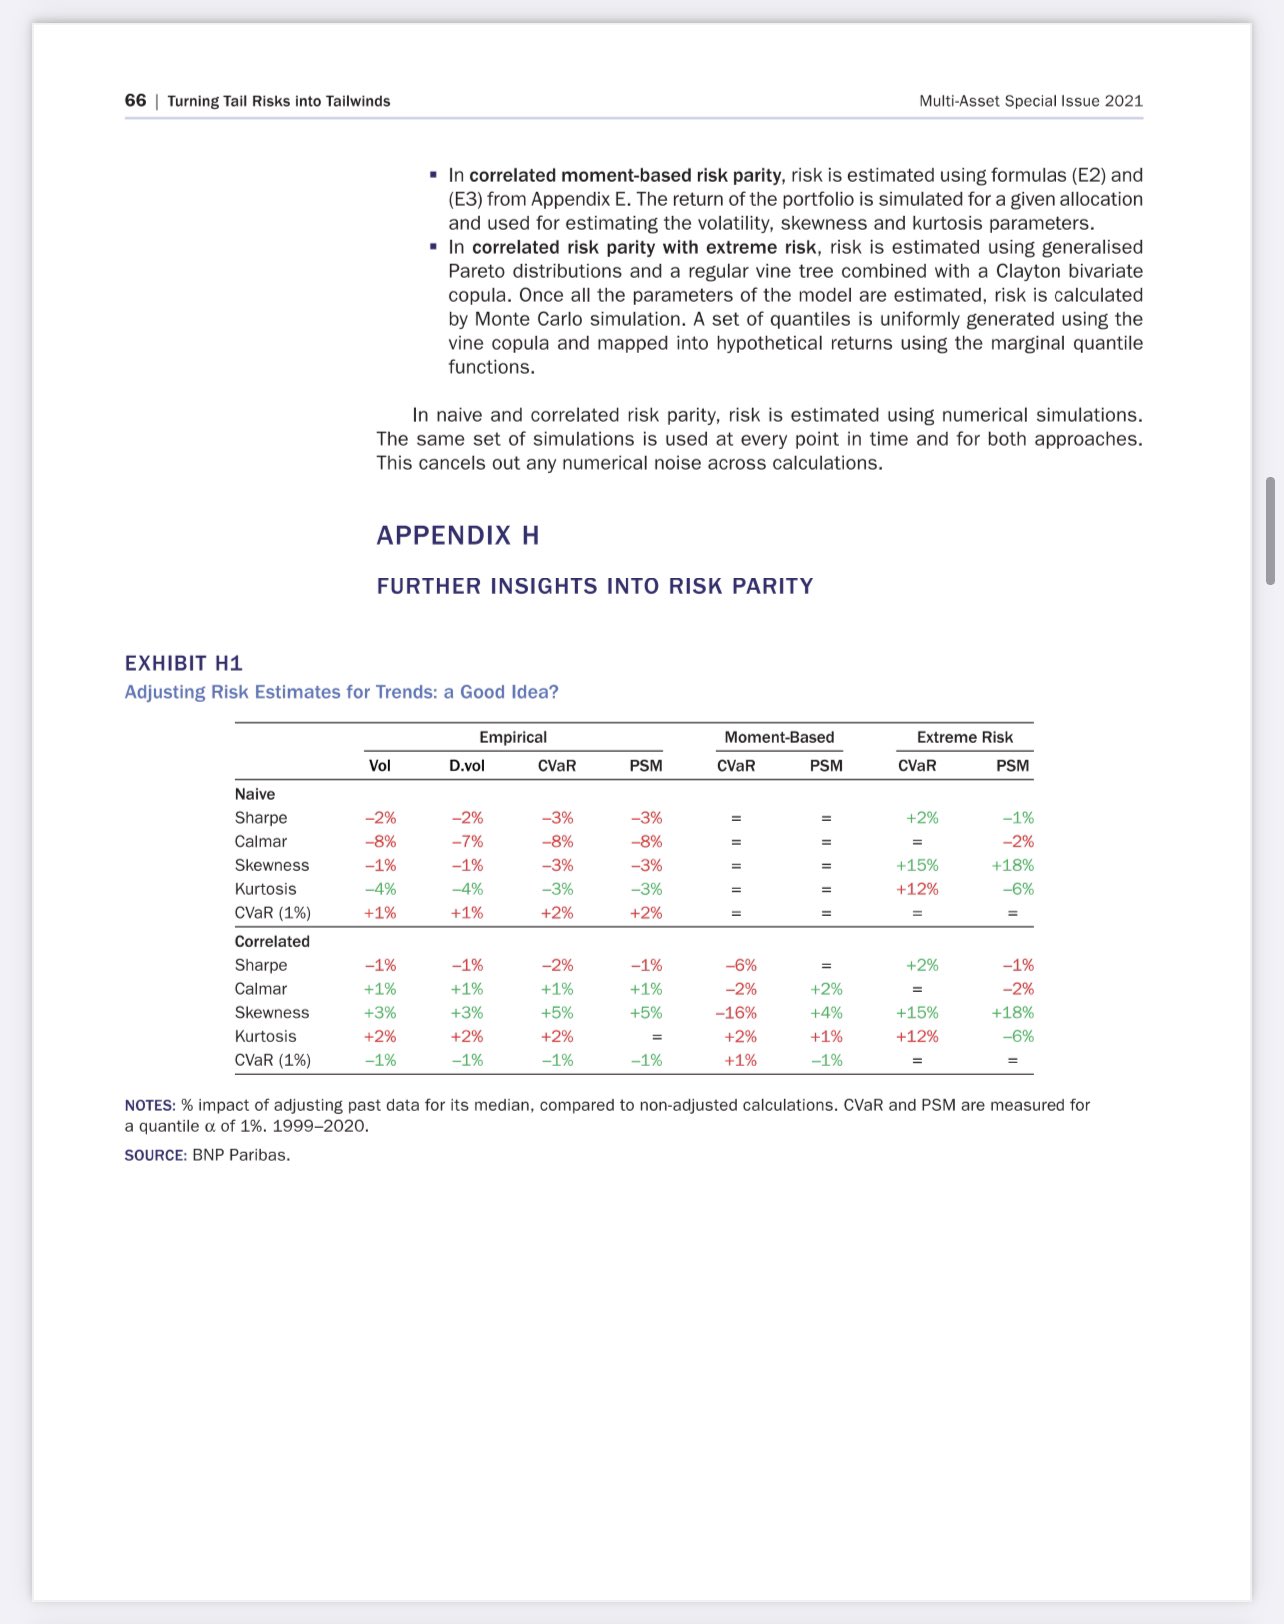 66 | Turning Tail Risks into Tailwinds Multi-Asset Special Issue 2021
▪ In correlated moment-based risk parity, risk is estimated using formulas (E2) and
(E3) from Appendix E. The return of the portfolio is simulated for a given allocation
and used for estimating the volatility, skewness and kurtosis parameters.
▪ In correlated risk parity with extreme risk, risk is estimated using generalised
Pareto distributions and a regular vine tree combined with a Clayton bivariate
copula. Once all the parameters of the model are estimated, risk is calculated
by Monte Carlo simulation. A set of quantiles is uniformly generated using the
vine copula and mapped into hypothetical returns using the marginal quantile
functions.
In naive and correlated risk parity, risk is estimated using numerical simulations.
The same set of simulations is used at every point in time and for both approaches.
This cancels out any numerical noise across calculations.
APPENDIX H
FURTHER INSIGHTS INTO RISK PARITY
EXHIBIT H1
Adjusting Risk Estimates for Trends: a Good Idea?
Empirical Moment-Based Extreme Risk
Vol D.vol CVaR PSM CVaR PSM CVaR PSM
Naive
Sharpe –2% –2% –3% –3% = = +2% –1%
Calmar –8% –7% –8% –8% = = = –2%
Skewness –1% –1% –3% –3% = = +15% +18%
Kurtosis –4% –4% –3% –3% = = +12% –6%
CVaR (1%) +1% +1% +2% +2% = = = =
Correlated
Sharpe –1% –1% –2% –1% –6% = +2% –1%
Calmar +1% +1% +1% +1% –2% +2% = –2%
Skewness +3% +3% +5% +5% –16% +4% +15% +18%
Kurtosis +2% +2% +2% = +2% +1% +12% –6%
CVaR (1%) –1% –1% –1% –1% +1% –1% = =
NOTES: % impact of adjusting past data for its median, compared to non-adjusted calculations. CVaR and PSM are measured for
a quantile α of 1%. 1999–2020.
SOURCE: BNP Paribas.